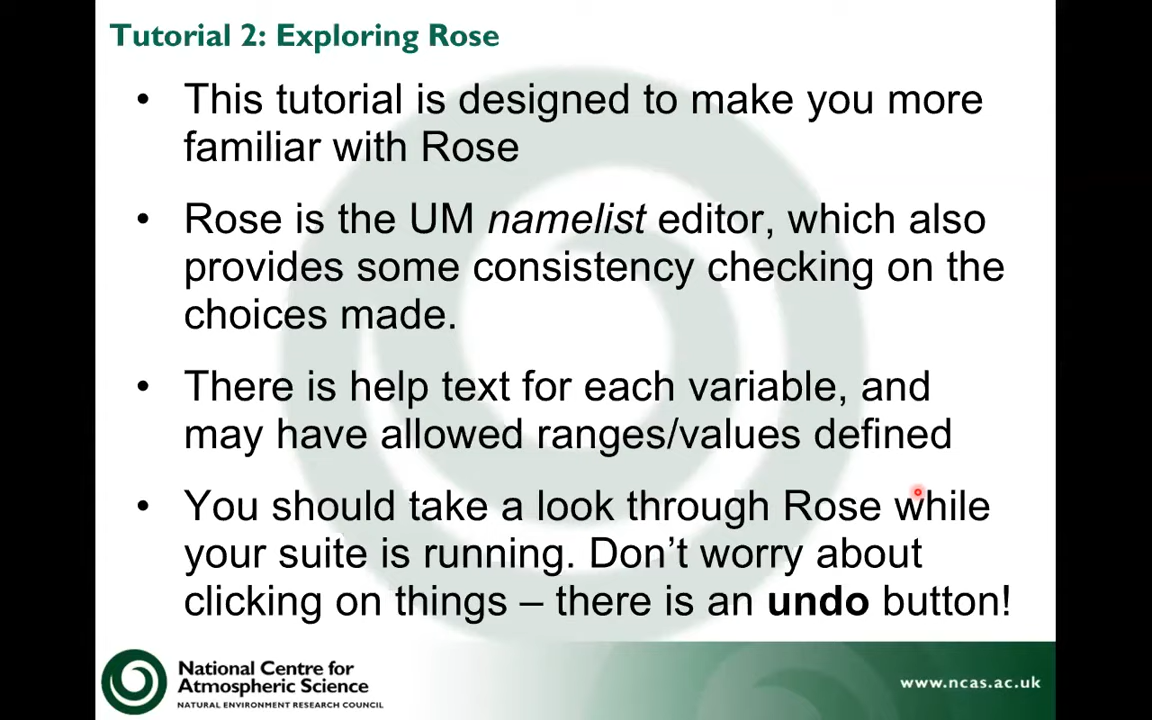 Tutorial 2: Exploring Rose
• This tutorial is designed to make you more
familiar with Rose
• Rose is the UM namelist editor, which also
provides some consistency checking on the
choices made.
• There is help text for each variable, and
may have allowed ranges/values defined
• You should take a look through Rose while
your suite is running. Don’t worry about
clicking on things – there is an undo button!
National Centre for
Atmospheric Science
NATURAL ENVIRONMENT RESEARCH COUNCIL
www.ncas.ac.uk